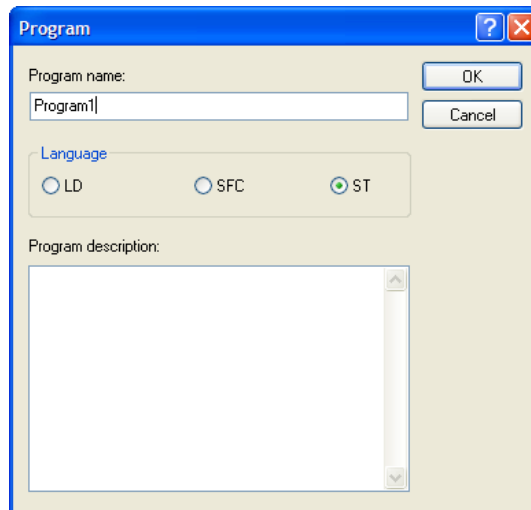 Program
Program name:
OK
Program1
Cancel
Language
LD SFC ST
Program description: